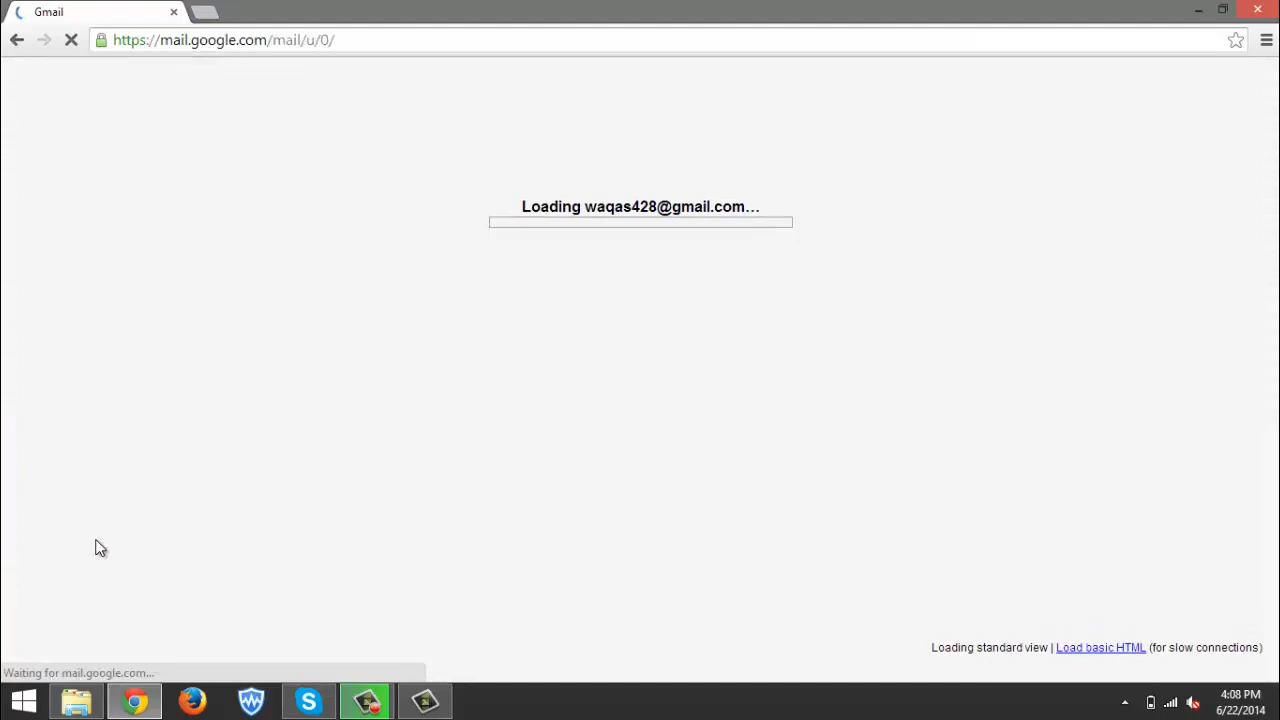 Gmail
https://mail.google.com/mail/u/0/
Loading waqas428@gmail.com…
Loading standard view | Load basic HTML (for slow connections)
Waiting for mail.google.com...
4:08 PM
6/22/2014